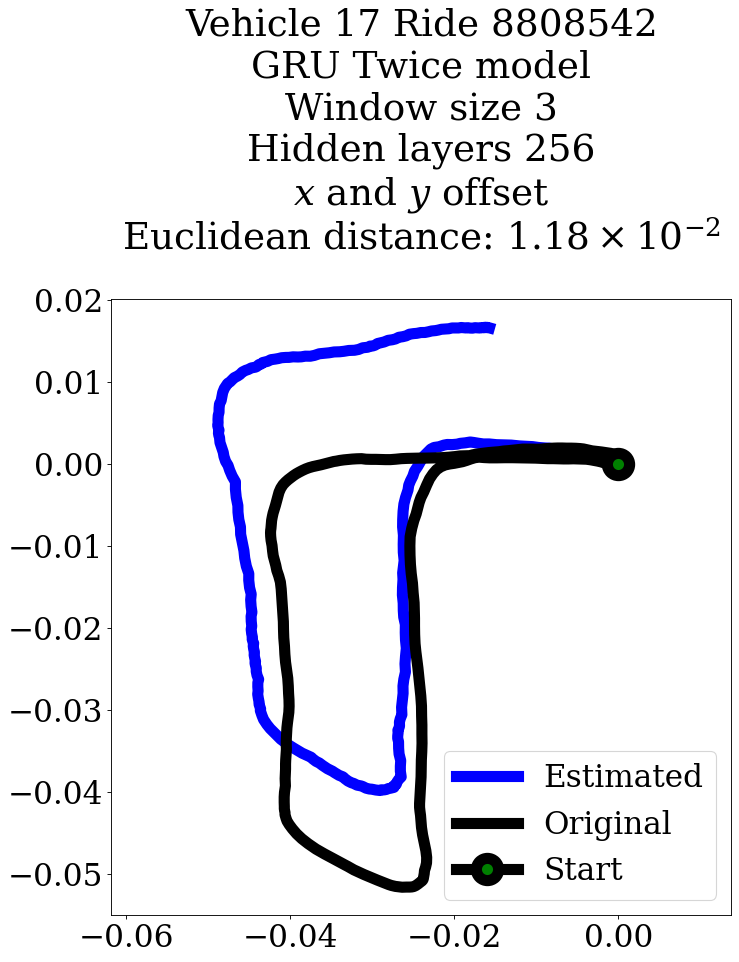 Vehicle 17 Ride 8808542
GRU Twice model
Window size 3
Hidden layers 256
x and y offset
Euclidean distance: 1.18 × 10⁻²
0.02
0.01
0.00
−0.01
−0.02
−0.03
−0.04
−0.05
Estimated
Original
Start
−0.06 −0.04 −0.02 0.00